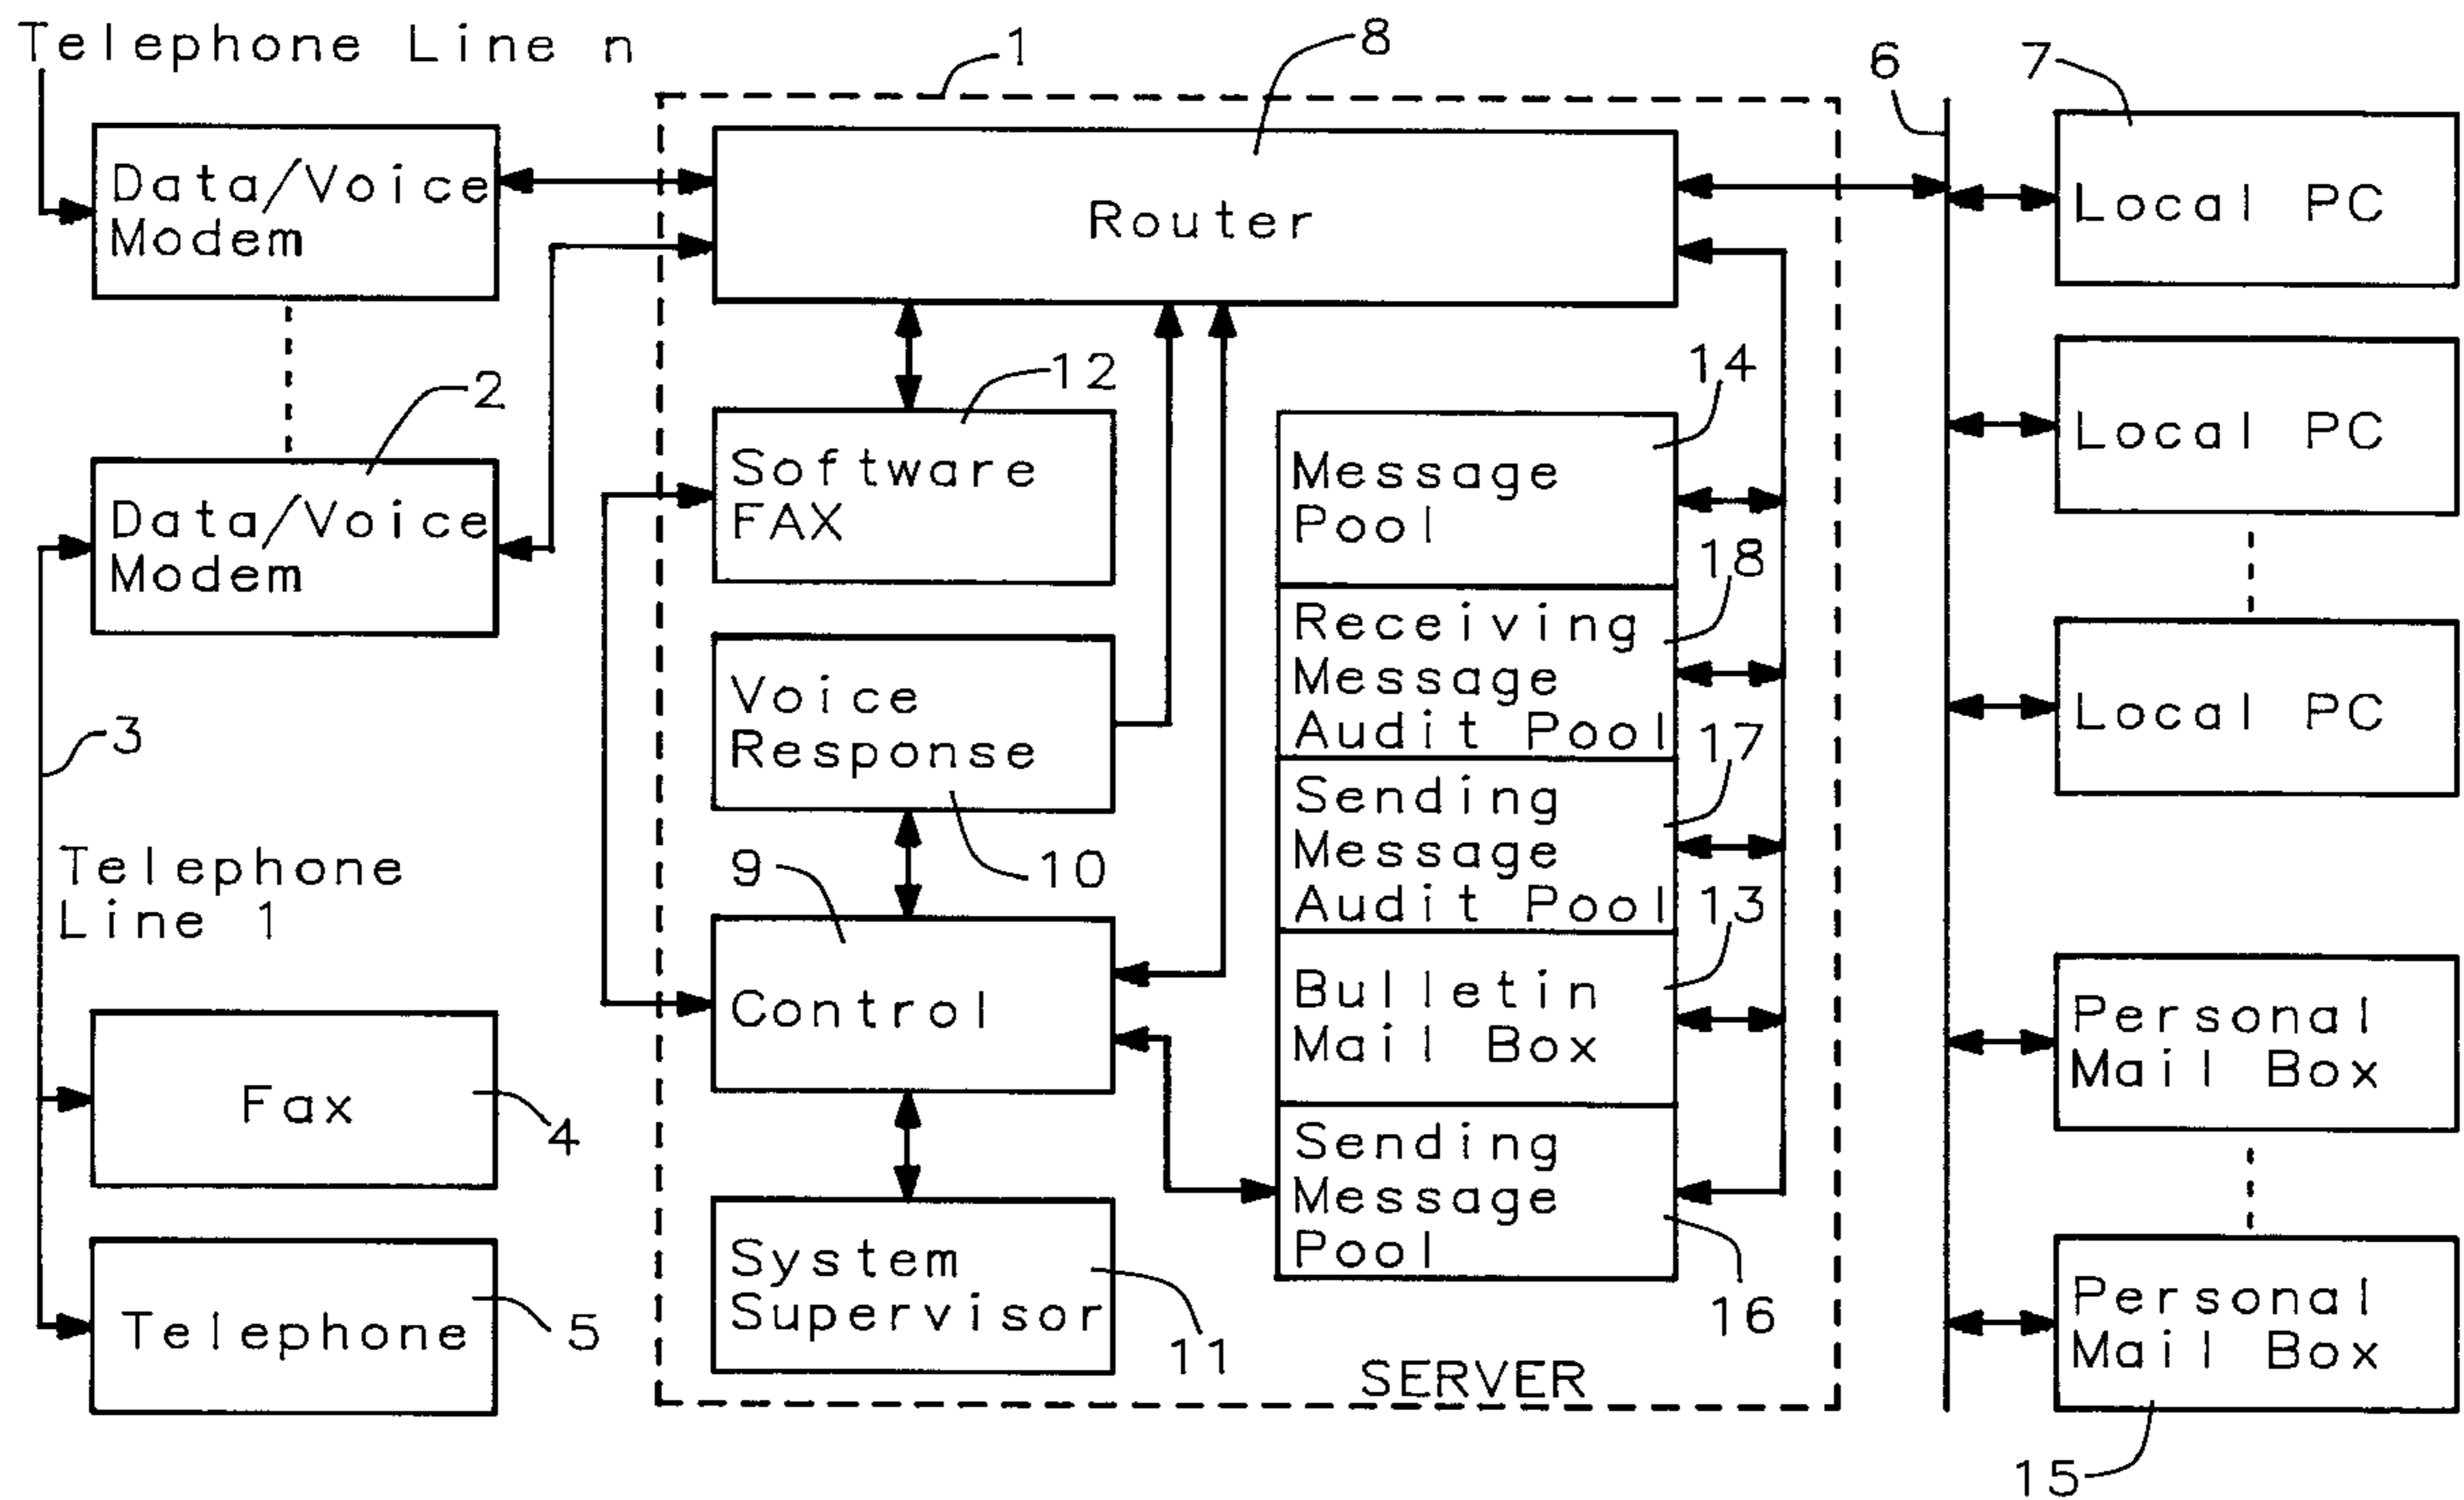 Telephone Line n
1
8
6
7
Data/Voice
Modem
Router
Local PC
2
12
14
Local PC
Data/Voice
Modem
Software
FAX
Message
Pool
18
Local PC
3
Voice
Response
Receiving
Message
Audit Pool
17
Telephone
Line 1
9
10
Sending
Message
Audit Pool
13
Control
Bulletin
Mail Box
Personal
Mail Box
Fax
4
Sending
Message
Pool
16
System
Supervisor
11
Telephone
5
SERVER
Personal
Mail Box
15